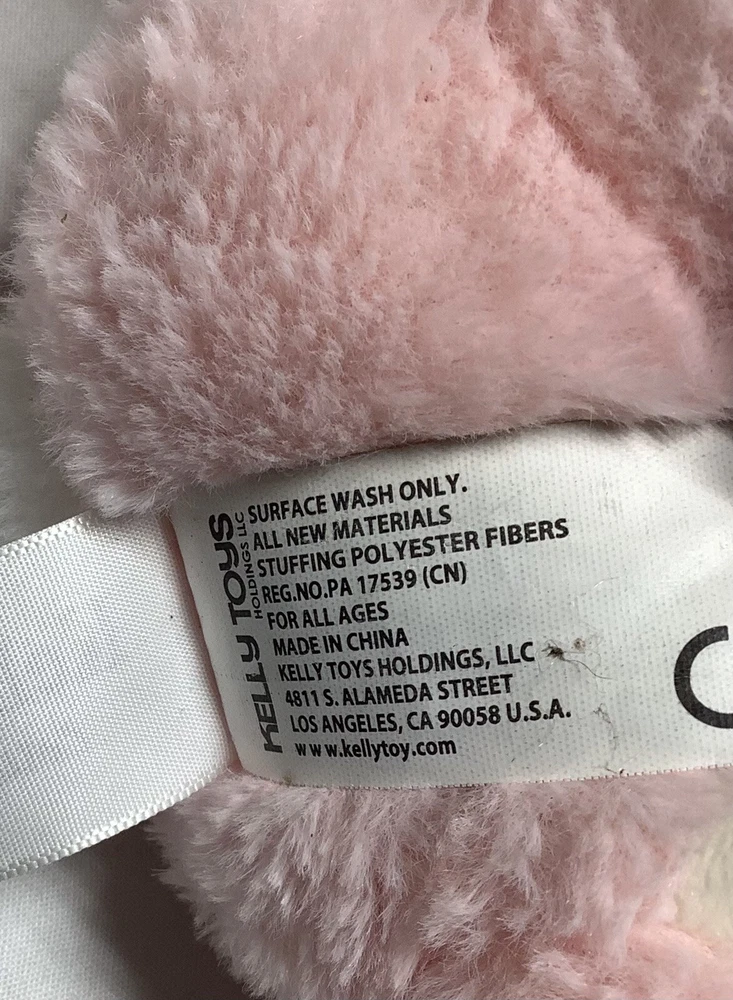 KELLY TOYS
HOLDINGS LLC
SURFACE WASH ONLY.
ALL NEW MATERIALS
STUFFING POLYESTER FIBERS
REG.NO.PA 17539 (CN)
FOR ALL AGES
MADE IN CHINA
KELLY TOYS HOLDINGS, LLC
4811 S. ALAMEDA STREET
LOS ANGELES, CA 90058 U.S.A.
www.kellytoy.com